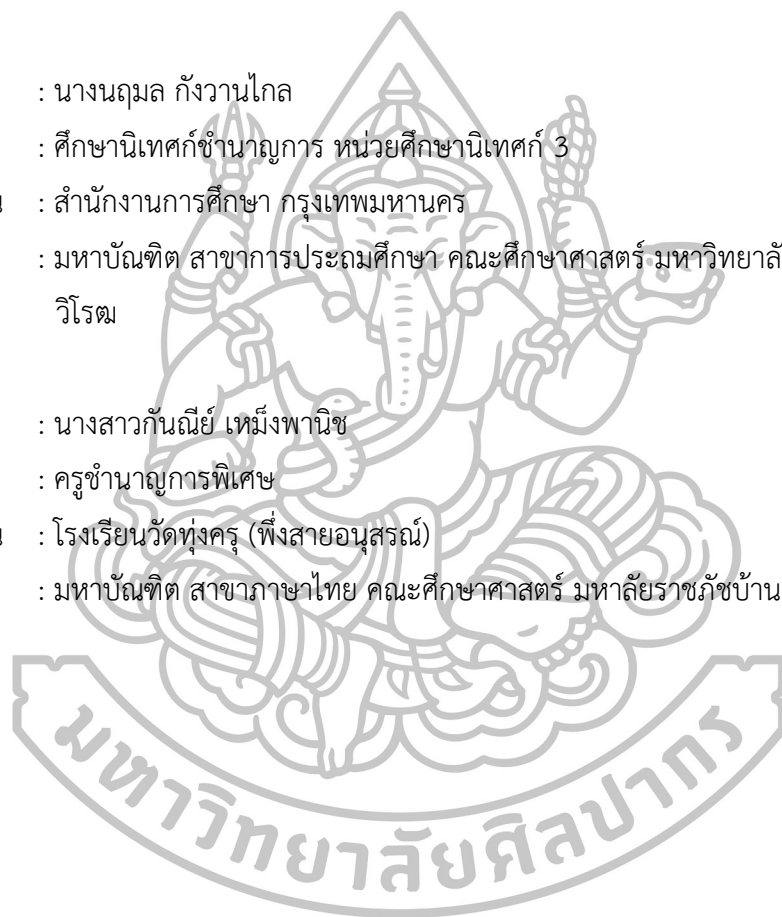 : นางนฤมล กังวานไกล
: ศึกษานิเทศก์ชำนาญการ หน่วยศึกษานิเทศก์ 3
: สำนักงานการศึกษา กรุงเทพมหานคร
: มหาบัณฑิต สาขาการประถมศึกษา คณะศึกษาศาสตร์
วิโรฒ
: นางสาวกันณีย์ เหม็งพานิช
: ครูชำนาญการพิเศษ
: โรงเรียนวัดทุ่งครุ (พึ่งสายอนุสรณ์)
: มหาบัณฑิต สาขาภาษาไทย คณะศึกษาศาสตร์ มหาลัยราชภัชบ้าน
มหาวิทยาลัยศิลปากร